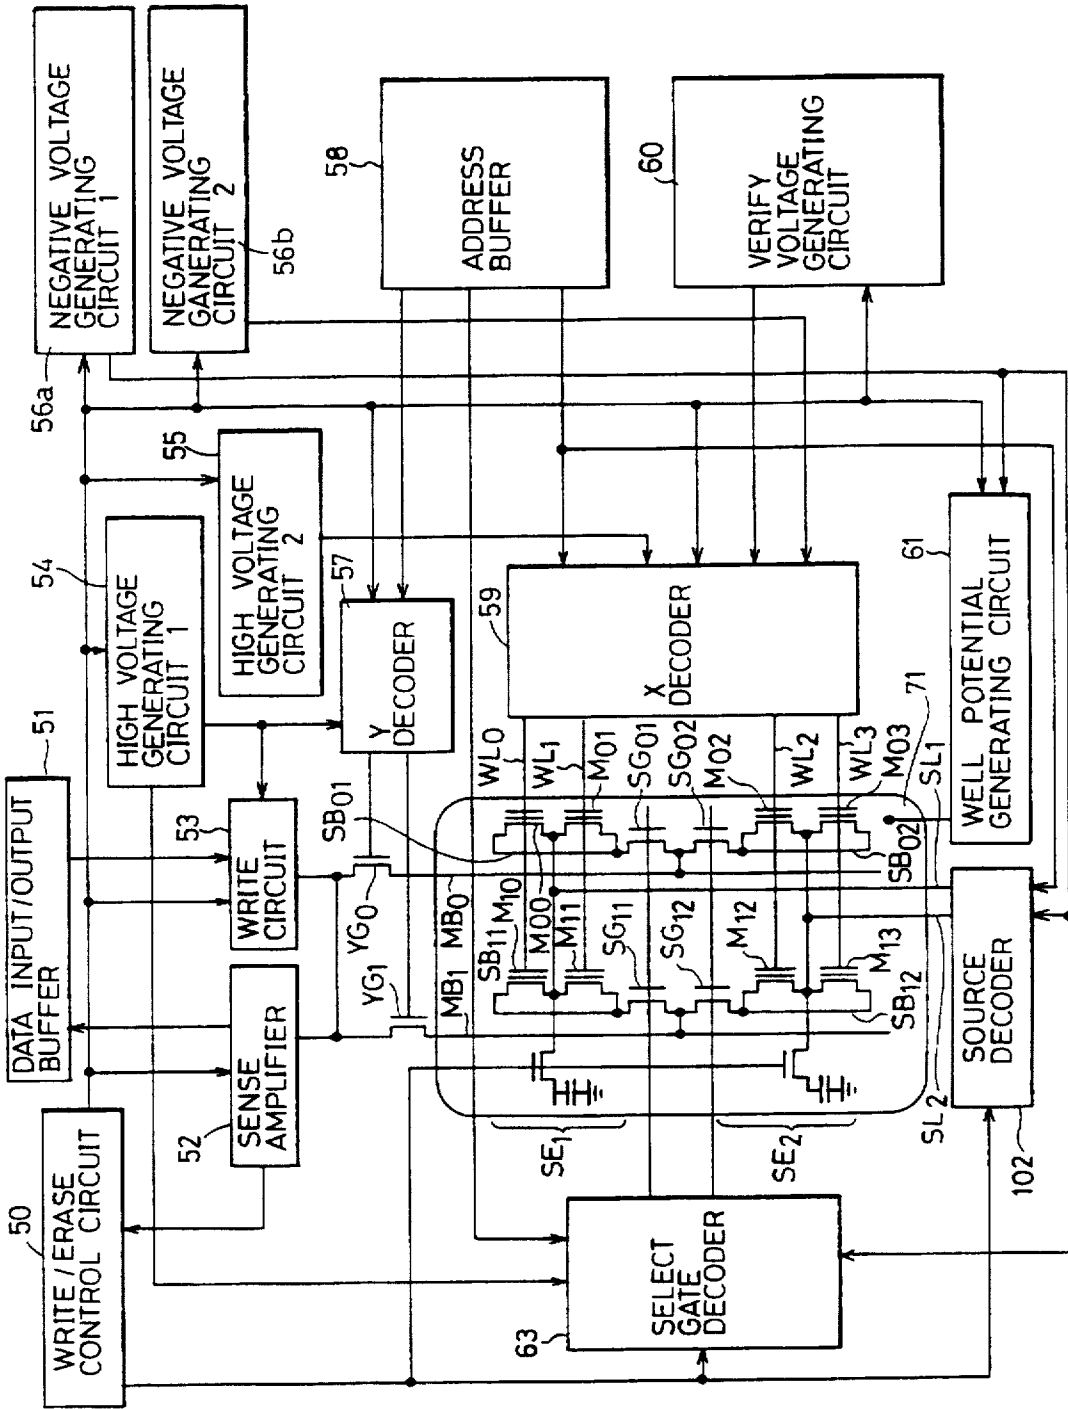 NEGATIVE VOLTAGE
GENERATING
CIRCUIT 1
56a
NEGATIVE VOLTAGE
GANERATING
CIRCUIT 2
56b
58
ADDRESS
BUFFER
60
VERIFY
VOLTAGE
GENERATING
CIRCUIT
54
HIGH VOLTAGE
GENERATING
CIRCUIT 1
55
HIGH VOLTAGE
GENERATING
CIRCUIT
2
57
Y
DECODER
59
X
DECODER
61
WELL POTENTIAL
GENERATING CIRCUIT
51
DATA INPUT/OUTPUT
BUFFER
53
WRITE
CIRCUIT
52
SENSE
AMPLIFIER
50
WRITE/ERASE
CONTROL CIRCUIT
YG0
YG1
SB01
MB0
MB1
WL0
WL1
M01
SG01
SG02
M02
WL2
WL3
M03
71
SL1
SB02
SB11
M10
M00
M11
SG11
SG12
M12
M13
SB12
SE1
SE2
SL2
SOURCE
DECODER
102
SELECT
GATE
DECODER
63